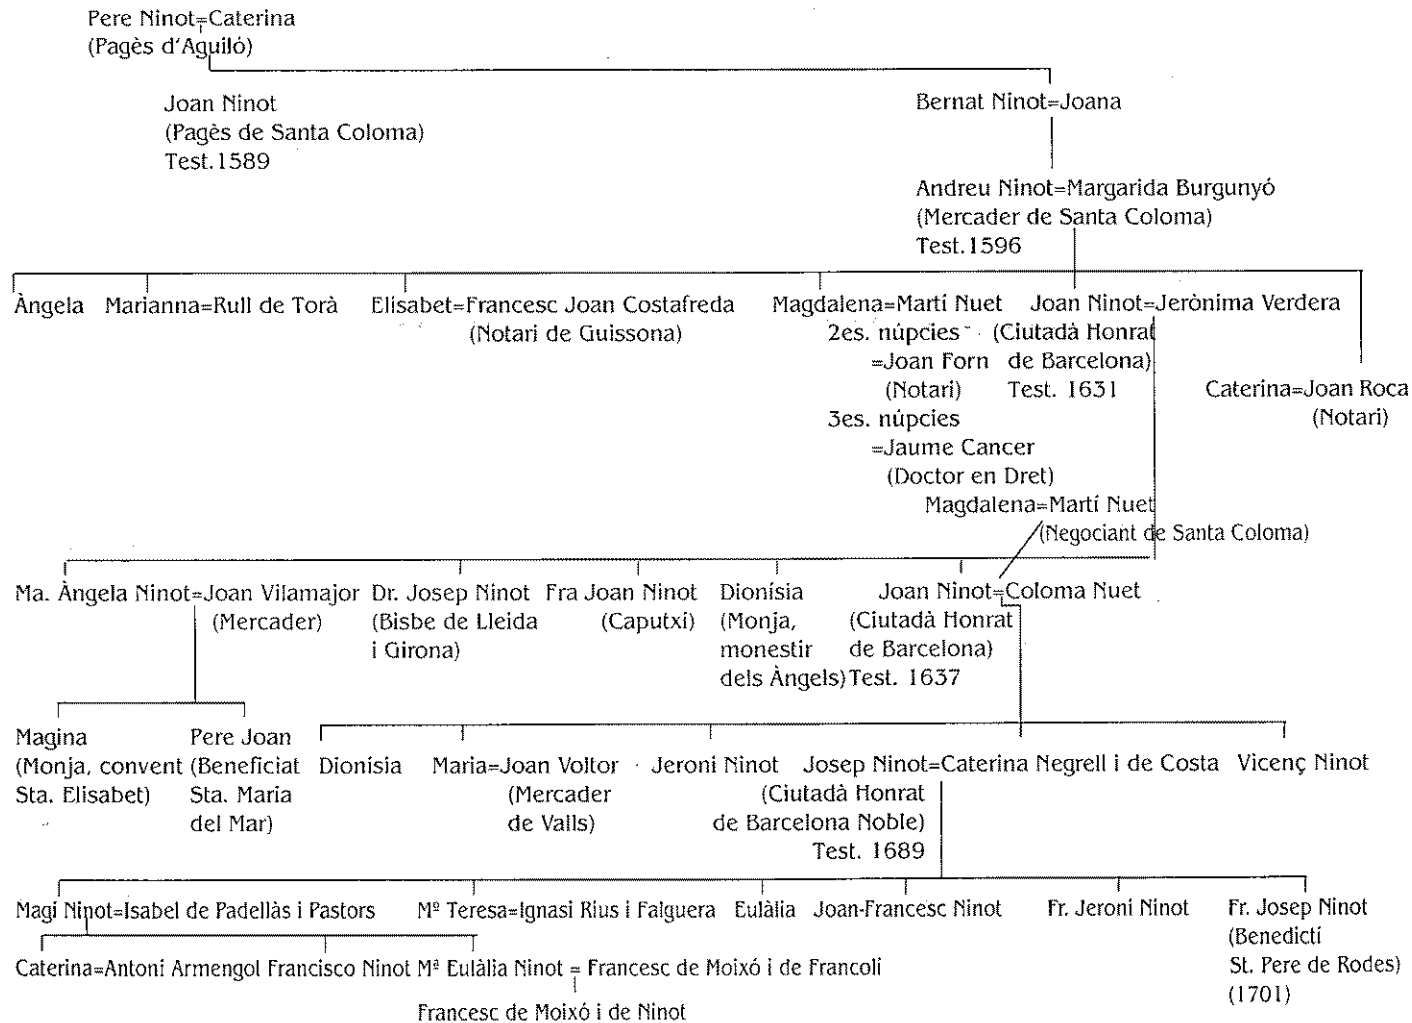 Pere Ninot=Caterina
(Pagès d'Aguiló)
Joan Ninot
(Pagès de Santa Coloma)
Test.1589
Bernat Ninot=Joana
Andreu Ninot=Margarida Burgunyó
(Mercader de Santa Coloma)
Test.1596
Àngela
Marianna=Rull de Torà
Elisabet=Francesc Joan Costafreda
(Notari de Guissona)
Magdalena=Martí Nuet
2es. núpcies
=Joan Forn
(Notari)
3es. núpcies
=Jaume Cancer
(Doctor en Dret)
Joan Ninot=Jerònima Verdera
(Ciutadà Honrat
de Barcelona)
Test. 1631
Caterina=Joan Roca
(Notari)
Magdalena=Martí Nuet
(Negociant de Santa Coloma)
Ma. Àngela Ninot=Joan Vilamajor
(Mercader)
Dr. Josep Ninot
(Bisbe de Lleida
i Girona)
Fra Joan Ninot
(Caputxí)
Dionísia
(Monja,
monestir
dels Àngels)
Joan Ninot=Coloma Nuet
(Ciutadà Honrat
de Barcelona)
Test. 1637
Magina
(Monja, convent
Sta. Elisabet)
Pere Joan
(Beneficiat
Sta. Maria
del Mar)
Dionísia
Maria=Joan Voltor
(Mercader
de Valls)
Jeroni Ninot
Josep Ninot=Caterina Negrell i de Costa
(Ciutadà Honrat
de Barcelona Noble)
Test. 1689
Vicenç Ninot
Magí Ninot=Isabel de Padellàs i Pastors
Mº Teresa=Ignasi Rius i Falguera
Eulàlia
Joan-Francesc Ninot
Fr. Jeroni Ninot
Fr. Josep Ninot
(Benedictí
St. Pere de Rodes)
(1701)
Caterina=Antoni Armengol
Francisco Ninot
Mª Eulàlia Ninot = Francesc de Moixó i de Francolí
Francesc de Moixó i de Ninot